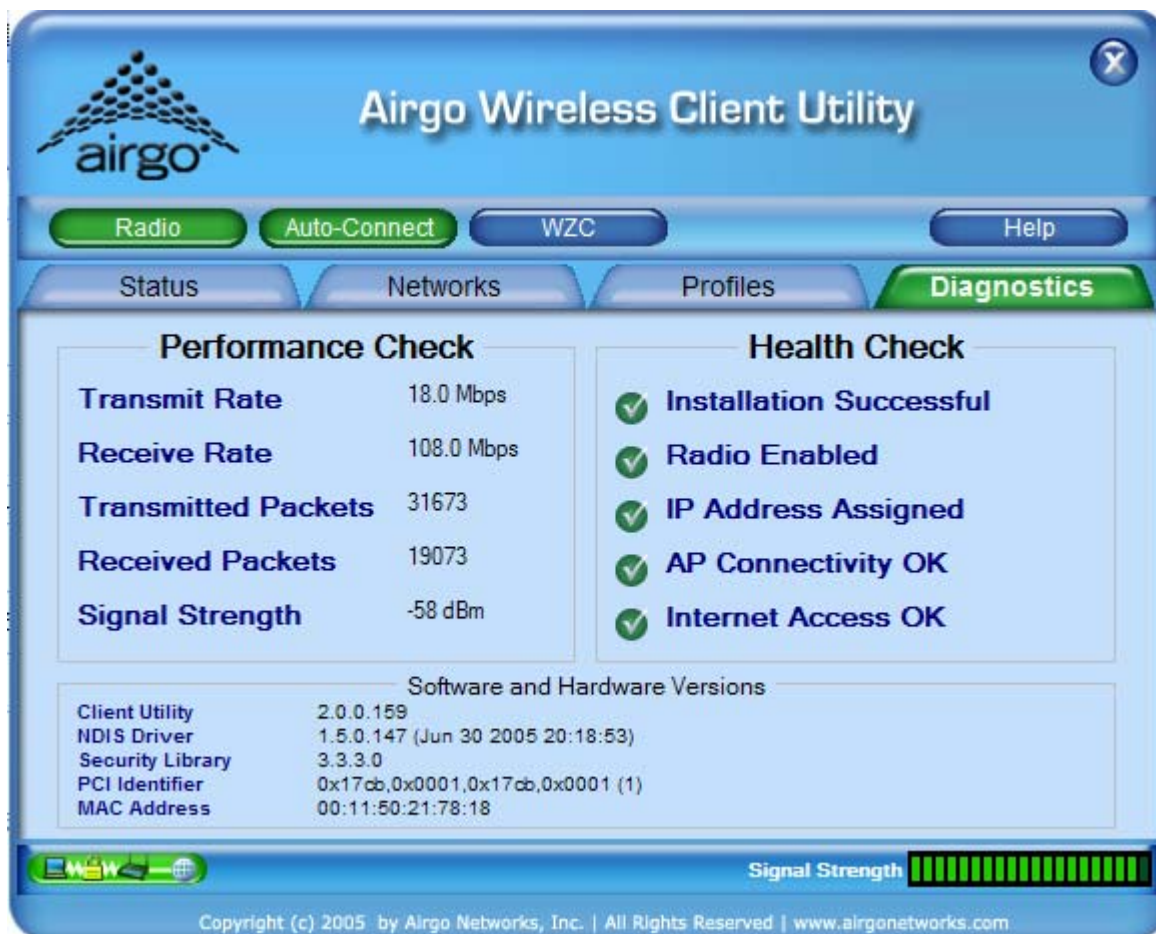 airgo
Airgo Wireless Client Utility
X
Radio Auto-Connect WZC Help
Status Networks Profiles Diagnostics
Performance Check
Transmit Rate 18.0 Mbps
Receive Rate 108.0 Mbps
Transmitted Packets 31673
Received Packets 19073
Signal Strength -58 dBm
Health Check
Installation Successful
Radio Enabled
IP Address Assigned
AP Connectivity OK
Internet Access OK
Software and Hardware Versions
Client Utility 2.0.0.159
NDIS Driver 1.5.0.147 (Jun 30 2005 20:18:53)
Security Library 3.3.3.0
PCI Identifier 0x17cb,0x0001,0x17cb,0x0001 (1)
MAC Address 00:11:50:21:78:18
Signal Strength
Copyright (c) 2005 by Airgo Networks, Inc. | All Rights Reserved | www.airgonetworks.com